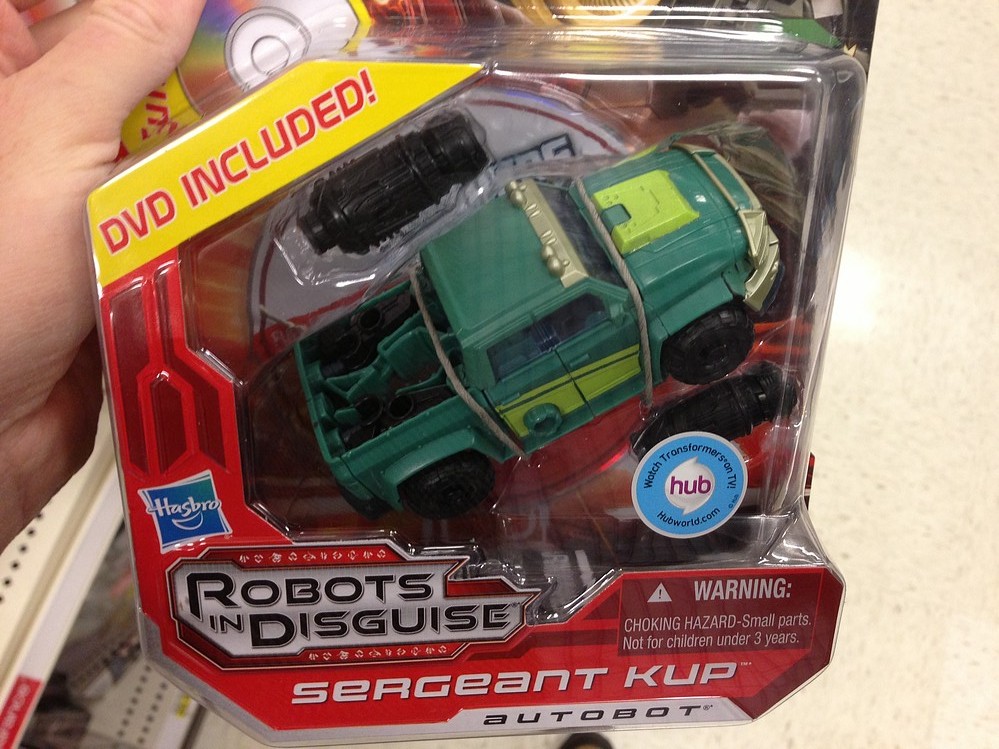 DVD INCLUDED!
Watch Transformers on TV!
hub
Hubworld.com
Hasbro
ROBOTS
IN DISGUISE
WARNING:
CHOKING HAZARD-Small parts.
Not for children under 3 years.
SERGEANT KUP™
AUTOBOT®